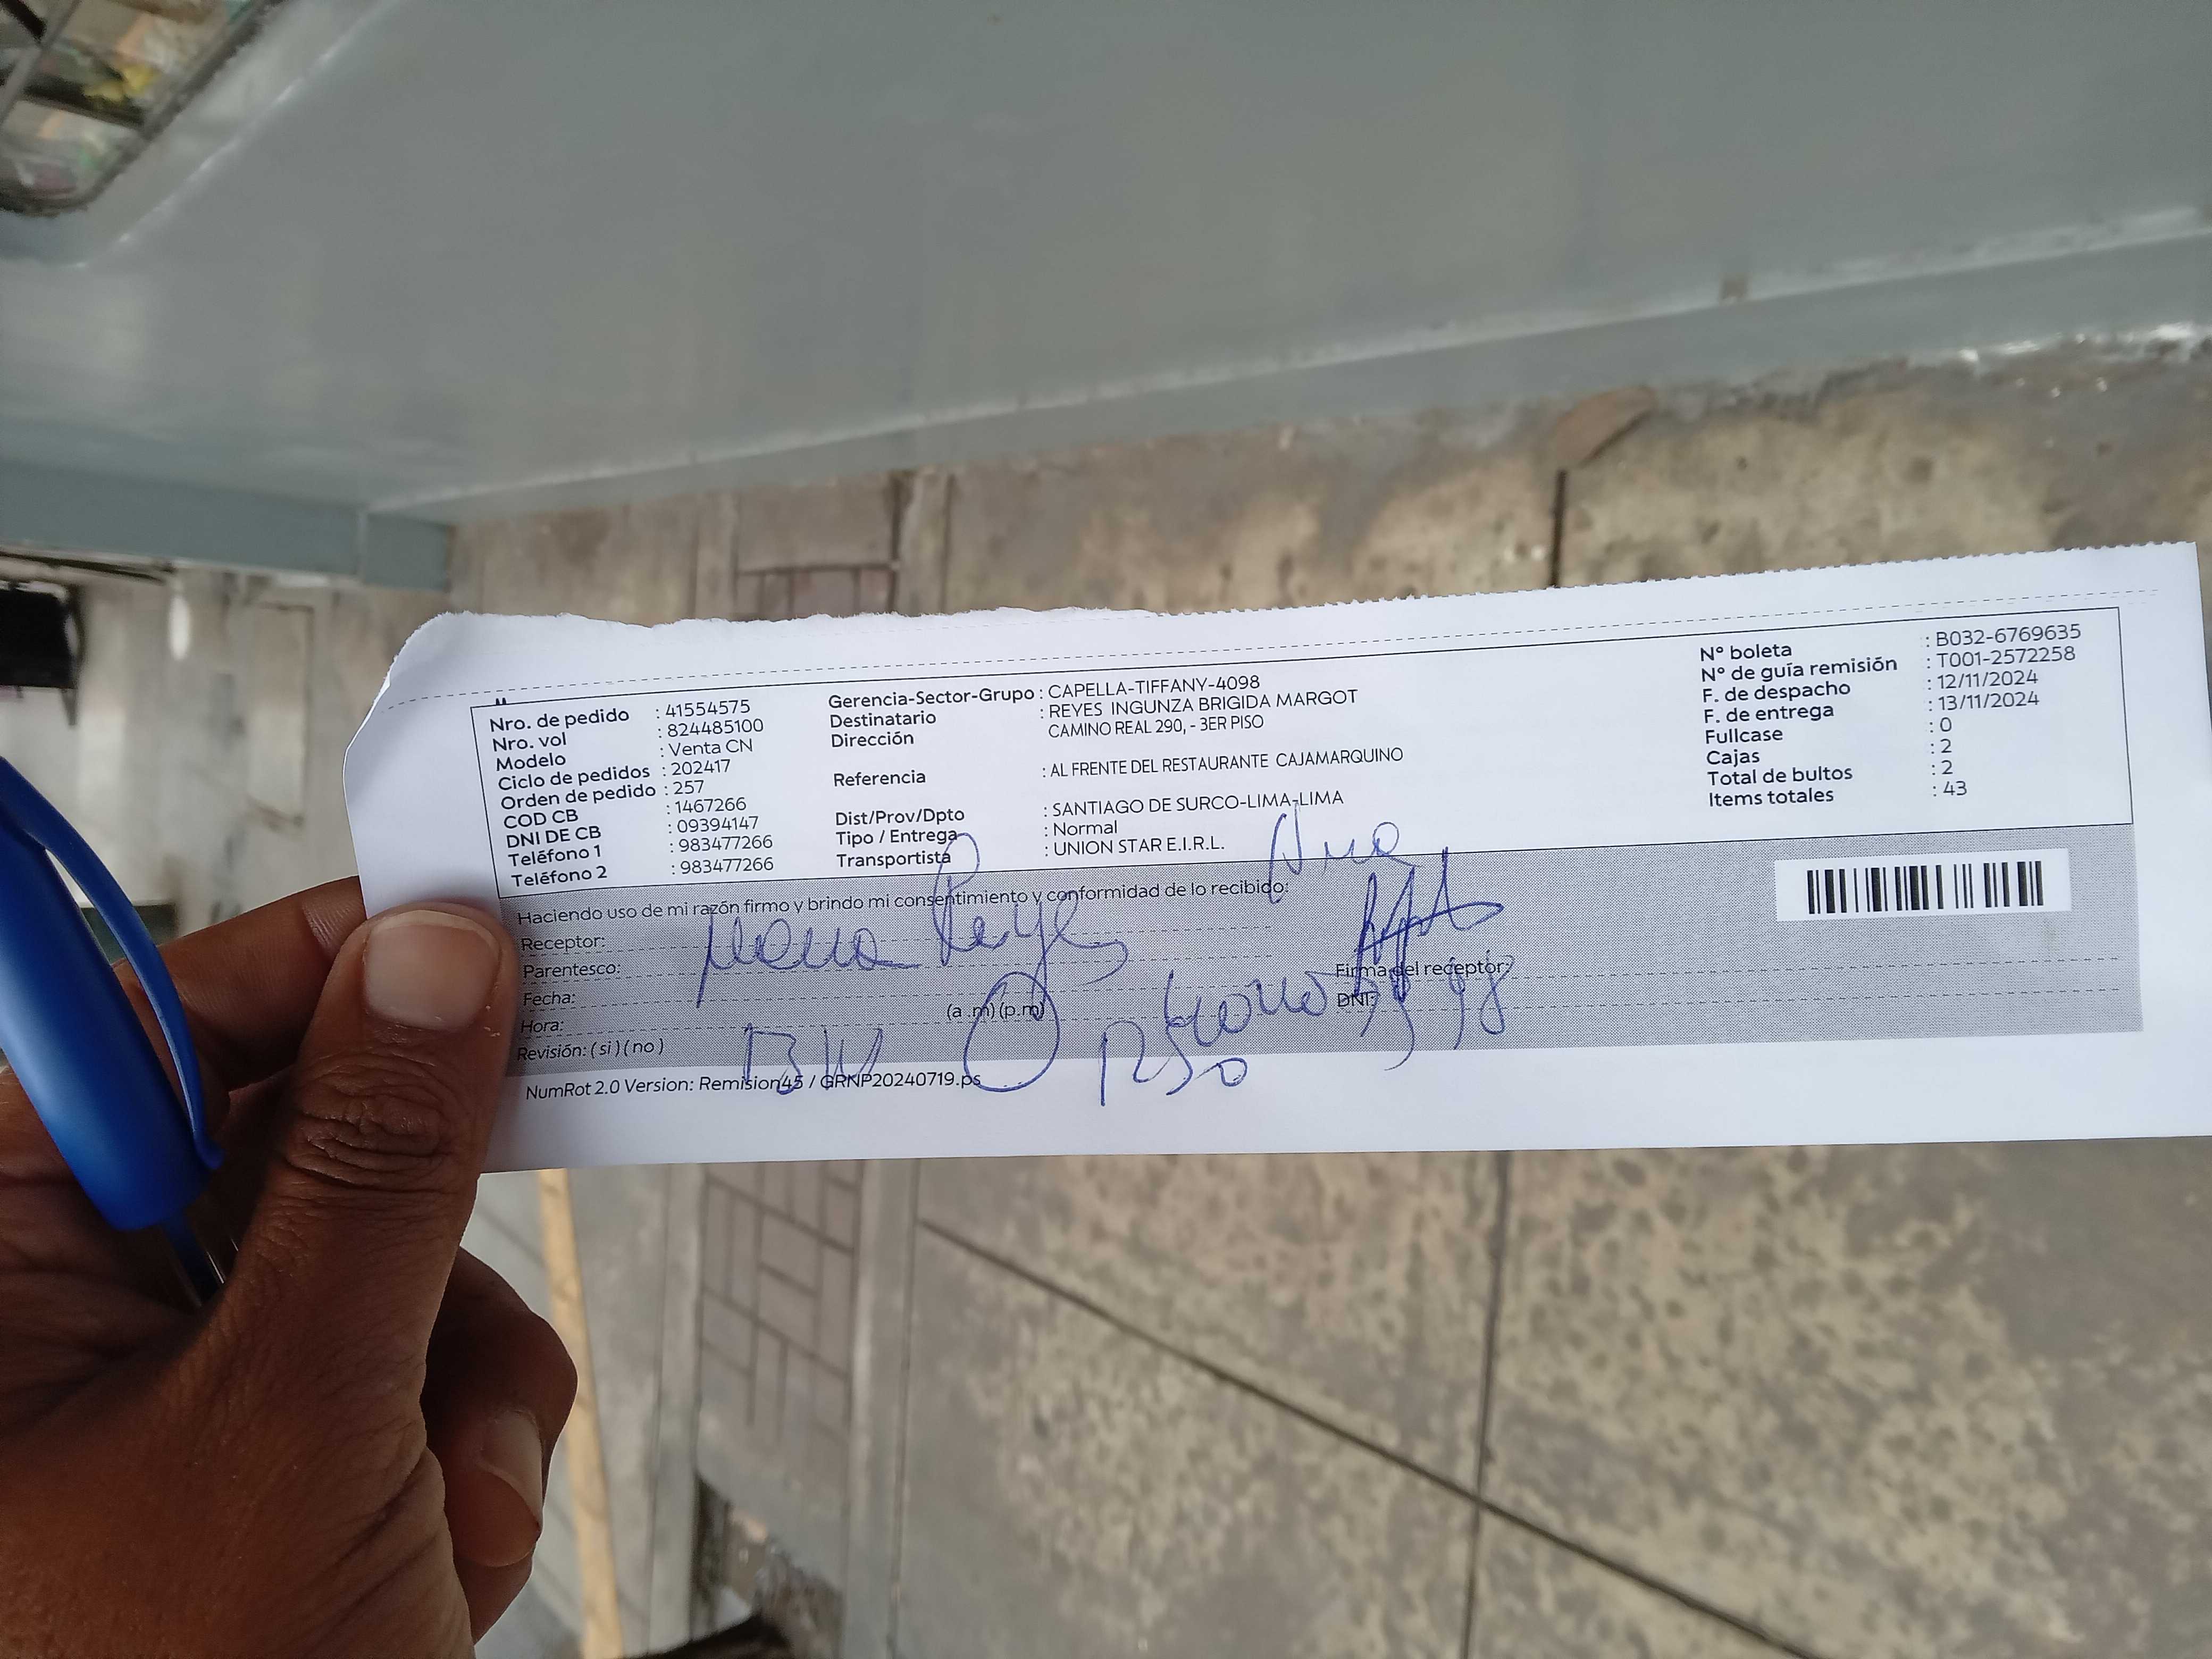 Nro. de pedido : 41554575
Nro. vol : 824485100
Modelo : Venta CN
Ciclo de pedidos : 202417
Orden de pedido : 257
COD CB : 1467266
DNI DE CB : 09394147
Teléfono 1 : 983477266
Teléfono 2 : 983477266
Gerencia-Sector-Grupo : CAPELLA-TIFFANY-4098
Destinatario : REYES INGUNZA BRIGIDA MARGOT
Dirección CAMINO REAL 290, - 3ER PISO
Referencia : AL FRENTE DEL RESTAURANTE CAJAMARQUINO
Dist/Prov/Dpto : SANTIAGO DE SURCO-LIMA-LIMA
Tipo / Entrega : Normal
Transportista : UNION STAR E.I.R.L.
N° boleta : B032-6769635
N° de guía remisión : T001-2572258
F. de despacho : 12/11/2024
F. de entrega : 13/11/2024
Fullcase : 0
Cajas : 2
Total de bultos : 2
Items totales : 43
Haciendo uso de mi razón firmo y brindo mi consentimiento y conformidad de lo recibido:
Receptor: Reyes
Parentesco:
Firma del receptor:
Fecha:
DNI:
Hora: (a .m) (p.m)
Revisión: ( si ) ( no )
1250
NumRot 2.0 Version: Remision45 / GRNP20240719.ps